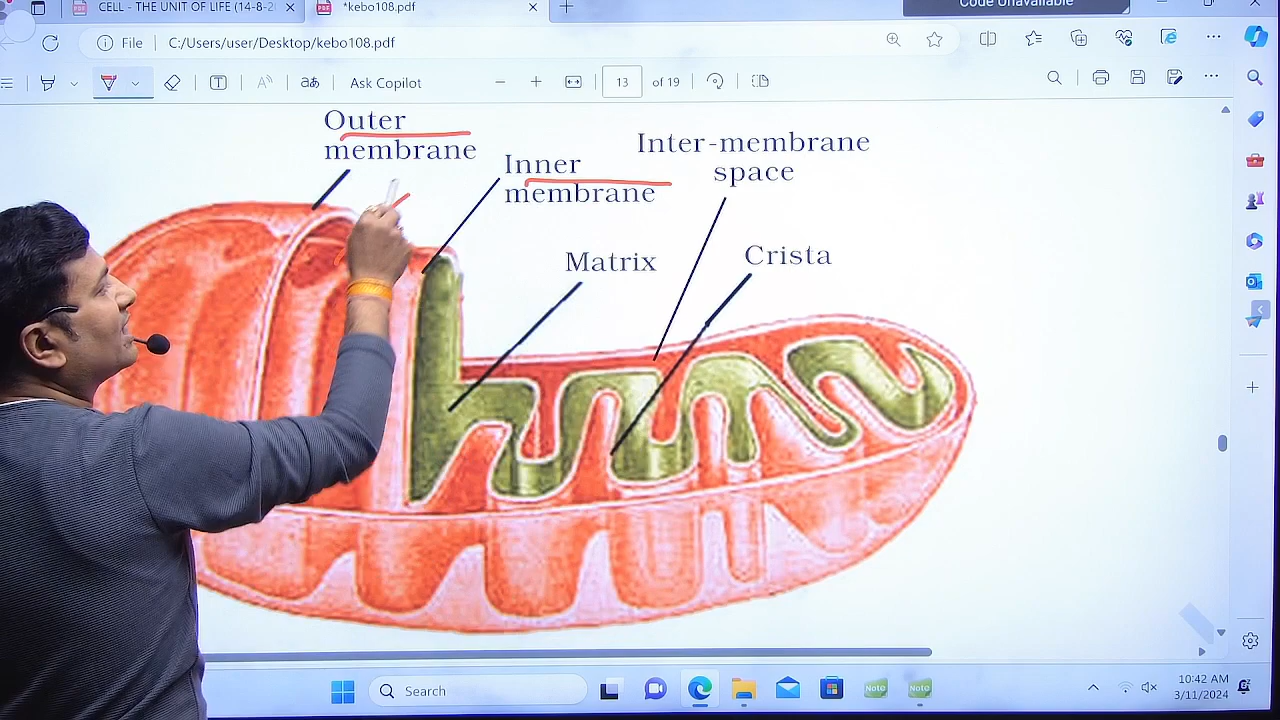 CELL - THE UNIT OF LIFE (14-8-2
*kebo108.pdf
Code Unavailable
File
C:/Users/user/Desktop/kebo108.pdf
Ask Copilot
13 of 19
Outer
membrane
Inner
membrane
Inter-membrane
space
Matrix
Crista
Search
Note
Note
10:42 AM
3/11/2024